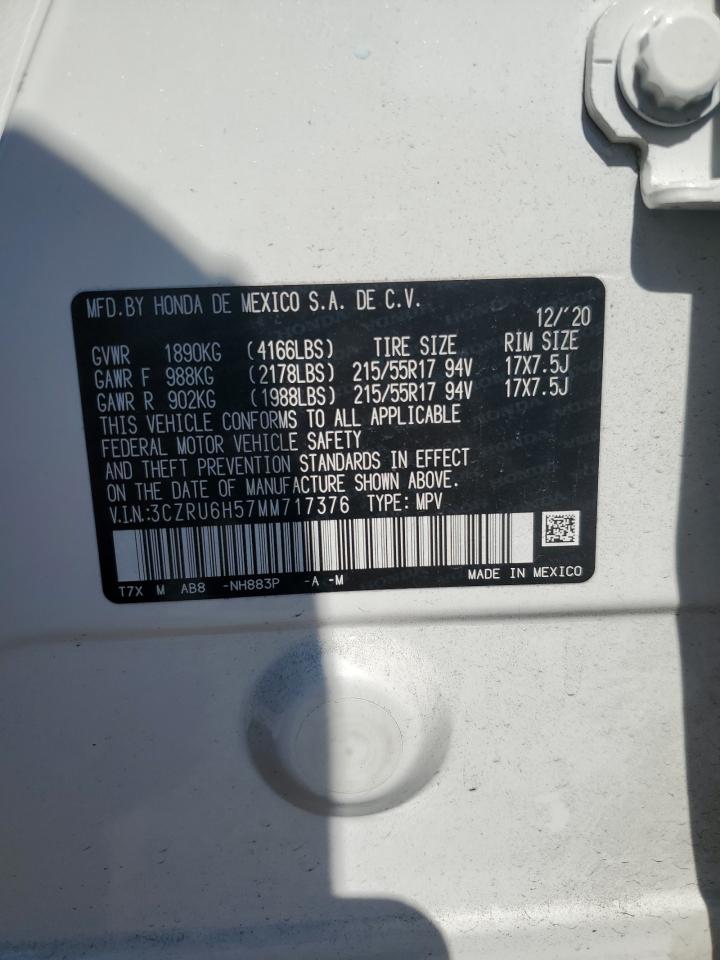 MFD.BY HONDA DE MEXICO S.A. DE C.V.
12/'20
GVWR 1890KG (4166LBS) TIRE SIZE RIM SIZE
GAWR F 988KG (2178LBS) 215/55R17 94V 17X7.5J
GAWR R 902KG (1988LBS) 215/55R17 94V 17X7.5J
THIS VEHICLE CONFORMS TO ALL APPLICABLE
FEDERAL MOTOR VEHICLE SAFETY
AND THEFT PREVENTION STANDARDS IN EFFECT
ON THE DATE OF MANUFACTURE SHOWN ABOVE.
V.I.N:3CZRU6H57MM717376 TYPE: MPV
T7X M AB8 -NH883P -A -M MADE IN MEXICO